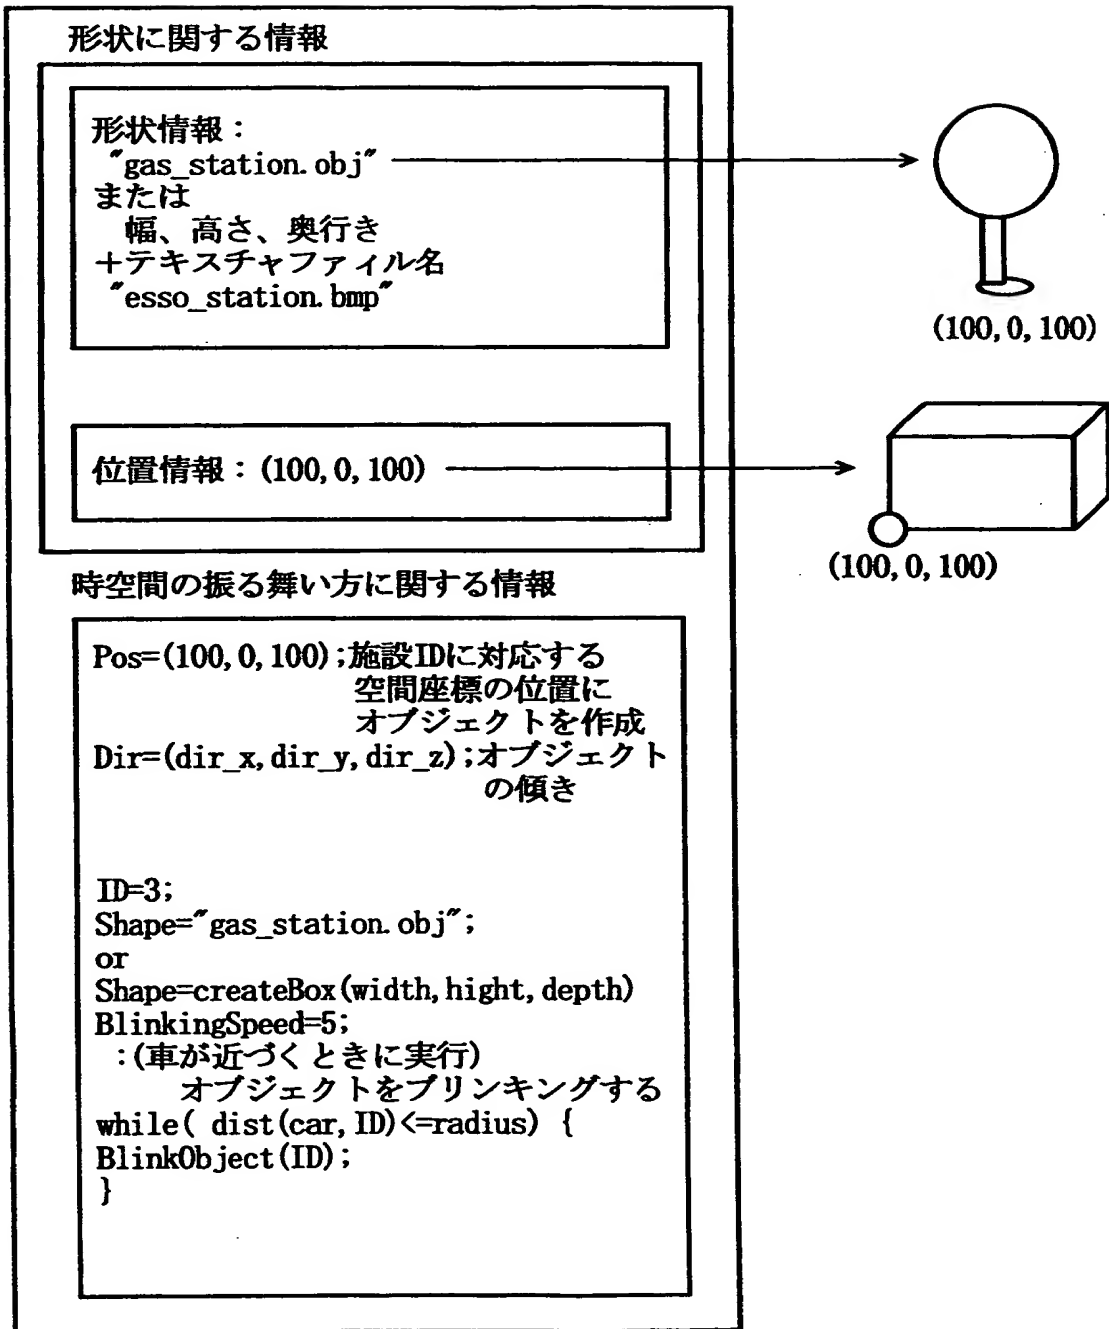 形状に関する情報
形状情報：
"gas_station.obj"
または
幅、高さ、奥行き
＋テキスチャファィル名
"esso_station.bmp"
(100,0,100)
位置情報：(100,0,100)
(100,0,100)
時空間の振る舞い方に関する情報
Pos=(100,0,100);施設IDに対応する
空間座標の位置に
オブジェクトを作成
Dir=(dir_x,dir_y,dir_z);オブジェクト
の傾き
ID=3;
Shape="gas_station.obj";
or
Shape=createBox(width,hight,depth)
BlinkingSpeed=5;
:(車が近づくときに実行)
オブジェクトをブリンキングする
while( dist(car,ID)<=radius) {
BlinkObject(ID);
}